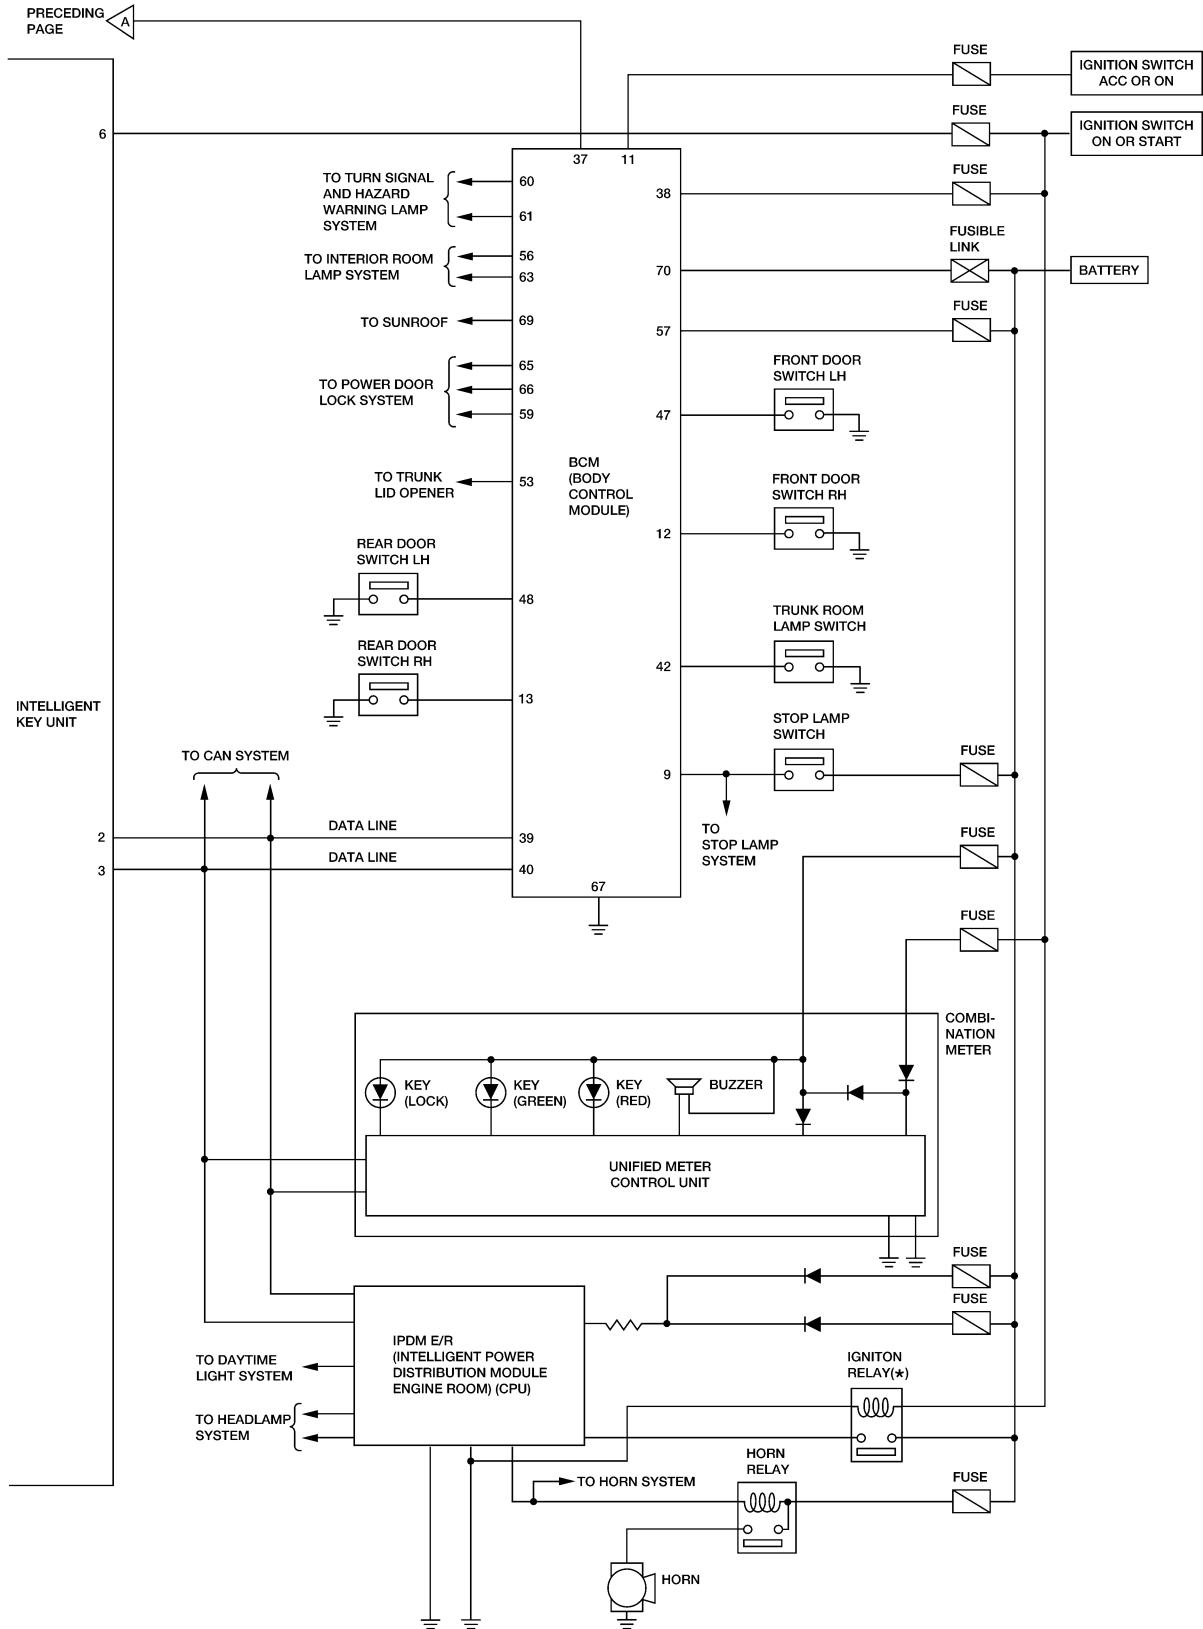 PRECEDING
PAGE
A
FUSE
IGNITION SWITCH
ACC OR ON
FUSE
IGNITION SWITCH
ON OR START
6
37
11
TO TURN SIGNAL
AND HAZARD
WARNING LAMP
SYSTEM
60
61
38
FUSE
TO INTERIOR ROOM
LAMP SYSTEM
56
63
70
FUSIBLE
LINK
BATTERY
TO SUNROOF
69
57
FUSE
TO POWER DOOR
LOCK SYSTEM
65
66
59
47
FRONT DOOR
SWITCH LH
TO TRUNK
LID OPENER
53
BCM
(BODY
CONTROL
MODULE)
12
FRONT DOOR
SWITCH RH
REAR DOOR
SWITCH LH
48
42
TRUNK ROOM
LAMP SWITCH
REAR DOOR
SWITCH RH
13
INTELLIGENT
KEY UNIT
STOP LAMP
SWITCH
9
FUSE
TO CAN SYSTEM
TO
STOP LAMP
SYSTEM
2
DATA LINE
39
FUSE
3
DATA LINE
40
67
FUSE
COMBI-
NATION
METER
KEY
(LOCK)
KEY
(GREEN)
KEY
(RED)
BUZZER
UNIFIED METER
CONTROL UNIT
FUSE
FUSE
IPDM E/R
(INTELLIGENT POWER
DISTRIBUTION MODULE
ENGINE ROOM) (CPU)
TO DAYTIME
LIGHT SYSTEM
TO HEADLAMP
SYSTEM
IGNITON
RELAY(★)
HORN
RELAY
TO HORN SYSTEM
FUSE
HORN